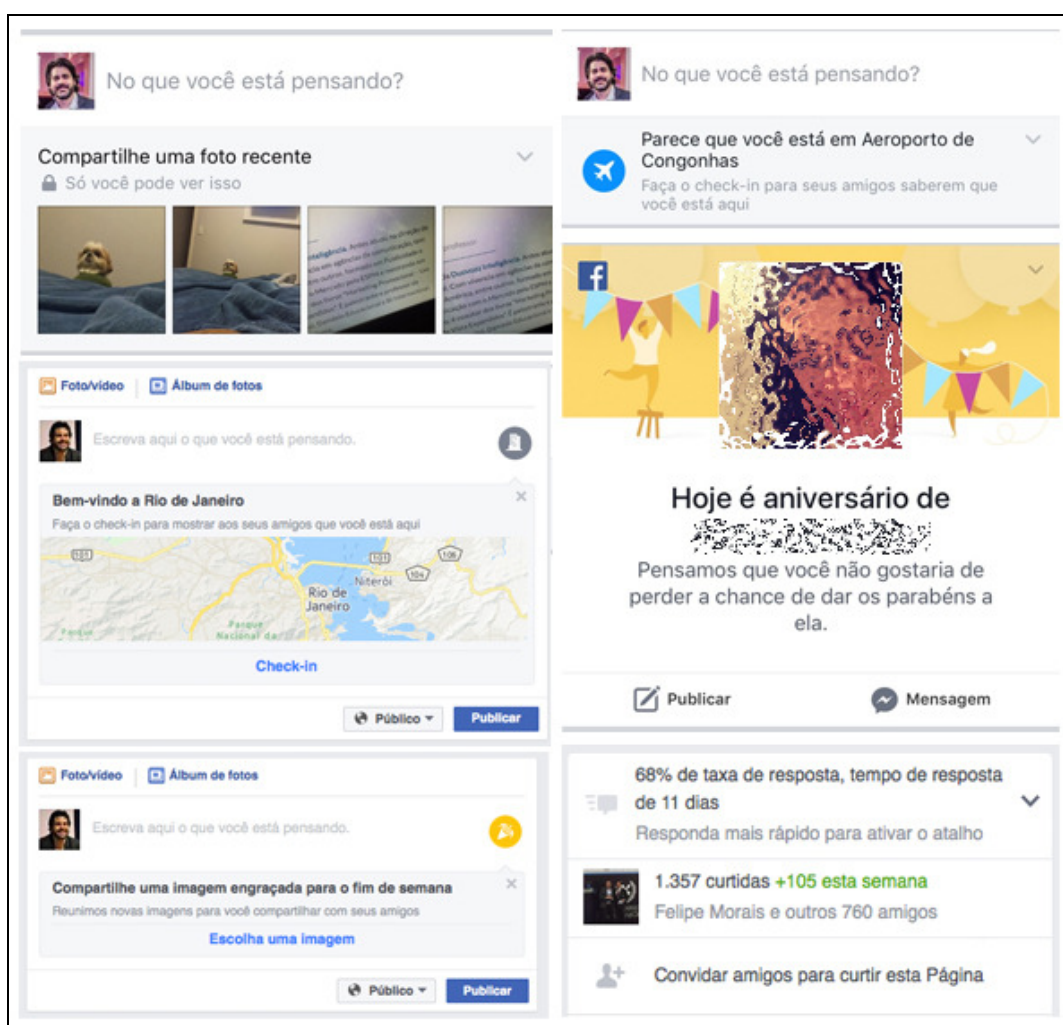 No que você está pensando?
Compartilhe uma foto recente
Só você pode ver isso
Foto/vídeo
Álbum de fotos
Escreva aqui o que você está pensando.
Bem-vindo a Rio de Janeiro
Faça o check-in para mostrar aos seus amigos que você está aqui
101
101
106
104
Niterói
Rio de
Janeiro
Parque
Parque
Nacional da
Check-in
Público
Publicar
Foto/vídeo
Álbum de fotos
Escreva aqui o que você está pensando.
Compartilhe uma imagem engraçada para o fim de semana
Reunimos novas imagens para você compartilhar com seus amigos
Escolha uma imagem
Público
Publicar
No que você está pensando?
Parece que você está em Aeroporto de
Congonhas
Faça o check-in para seus amigos saberem que
você está aqui
Hoje é aniversário de
Pensamos que você não gostaria de
perder a chance de dar os parabéns a
ela.
Publicar
Mensagem
68% de taxa de resposta, tempo de resposta
de 11 dias
Responda mais rápido para ativar o atalho
1.357 curtidas +105 esta semana
Felipe Morais e outros 760 amigos
Convidar amigos para curtir esta Página